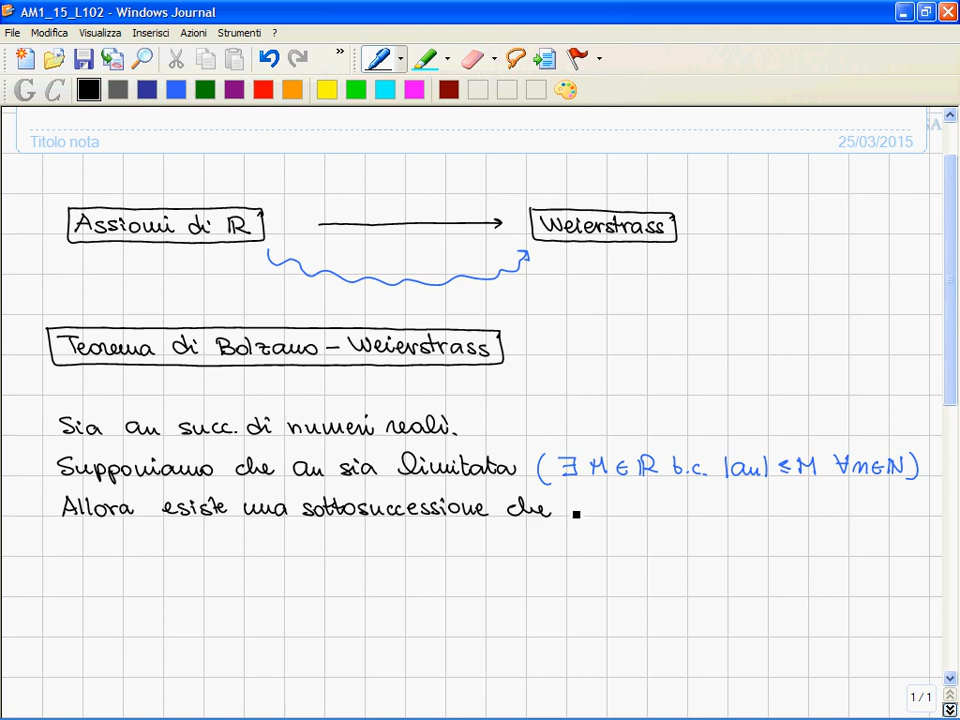 AM1_15_L102 - Windows Journal
File Modifica Visualizza Inserisci Azioni Strumenti ?
G C
Titolo nota 25/03/2015
Assiomi di ℝ → Weierstrass
Teorema di Bolzano – Weierstrass
Sia an succ. di numeri reali.
Supponiamo che an sia limitata (∃ M ∈ ℝ t.c. |an| ≤ M ∀n∈ℕ)
Allora esiste una sottosuccessione che
1 / 1